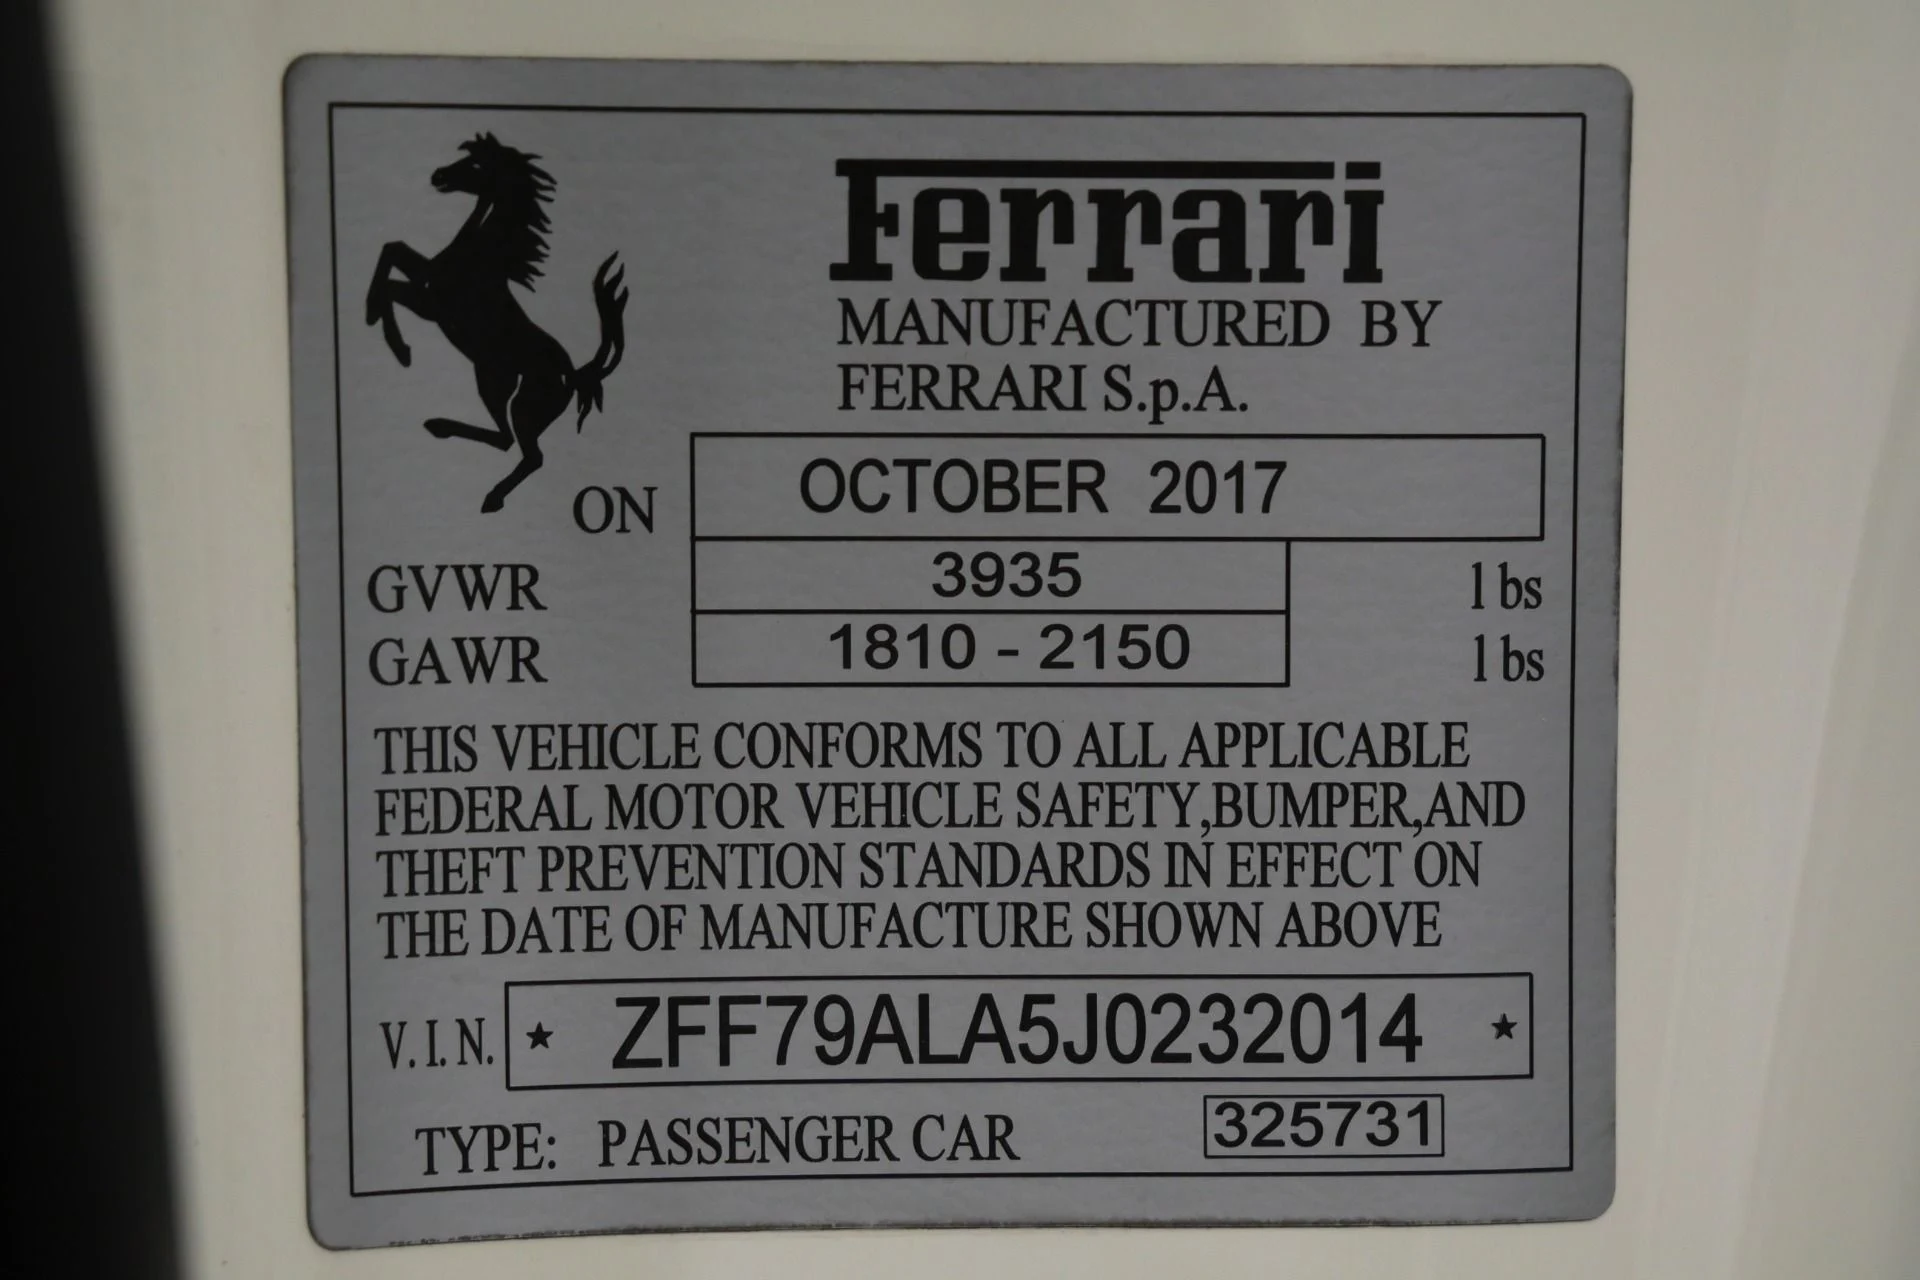 Ferrari
MANUFACTURED BY
FERRARI S.p.A.
ON OCTOBER 2017
GVWR 3935 lbs
GAWR 1810 - 2150 lbs
THIS VEHICLE CONFORMS TO ALL APPLICABLE
FEDERAL MOTOR VEHICLE SAFETY,BUMPER,AND
THEFT PREVENTION STANDARDS IN EFFECT ON
THE DATE OF MANUFACTURE SHOWN ABOVE
V.I.N. ★ ZFF79ALA5J0232014 ★
TYPE: PASSENGER CAR 325731